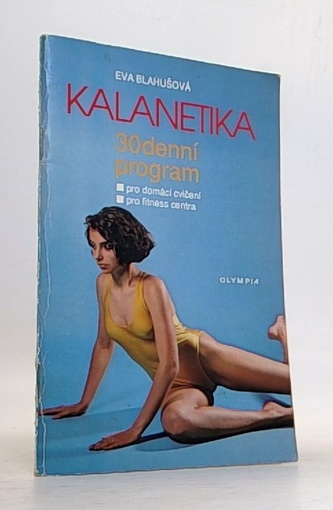 EVA BLAHUŠOVÁ
KALANETIKA
30denní
program
pro domácí cvičení
pro fitness centra
OLYMPIA